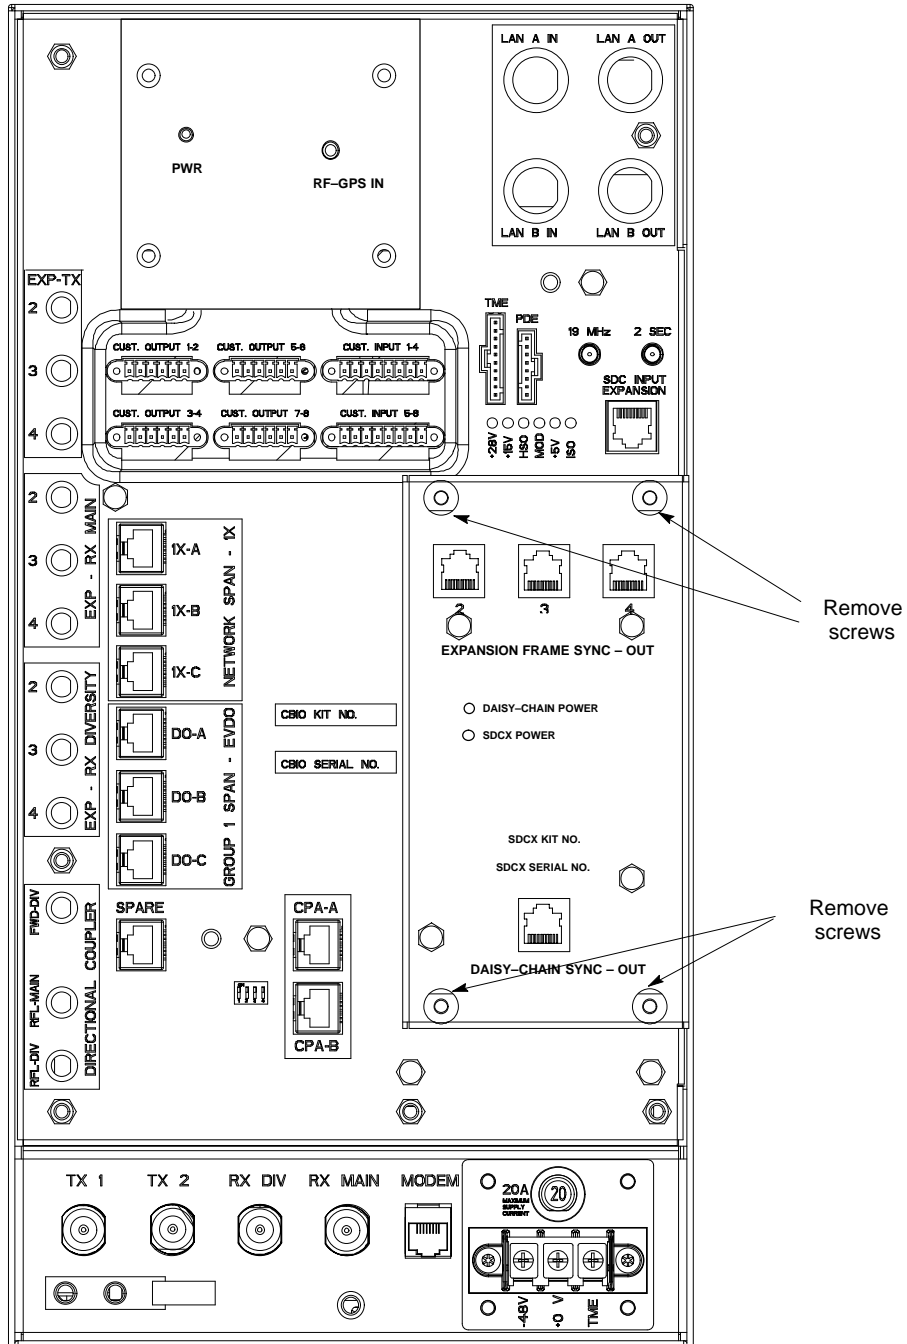 LAN A IN
LAN A OUT
PWR
RF–GPS IN
LAN B IN
LAN B OUT
EXP-TX
2
3
4
TME
PDE
19 MHz
2 SEC
CUST. OUTPUT 1-2
CUST. OUTPUT 5-6
CUST. INPUT 1-4
SDC INPUT
EXPANSION
CUST. OUTPUT 3-4
CUST. OUTPUT 7-8
CUST. INPUT 5-8
+28V
+15V
HSO
MOD
+5V
ISO
2
3
4
EXP - RX MAIN
1X-A
1X-B
1X-C
NETWORK SPAN - 1X
2
3
4
EXPANSION FRAME SYNC – OUT
Remove
screws
2
3
4
EXP - RX DIVERSITY
DO-A
DO-B
DO-C
GROUP 1 SPAN - EVDO
CBIO KIT NO.
CBIO SERIAL NO.
DAISY–CHAIN POWER
SDCX POWER
SDCX KIT NO.
SDCX SERIAL NO.
FWD-DIV
RFL-MAIN
RFL-DIV
DIRECTIONAL COUPLER
SPARE
CPA-A
CPA-B
DAISY–CHAIN SYNC – OUT
Remove
screws
TX 1
TX 2
RX DIV
RX MAIN
MODEM
20A
MAXIMUM
SUPPLY
CURRENT
20
-48V
+0 V
TME